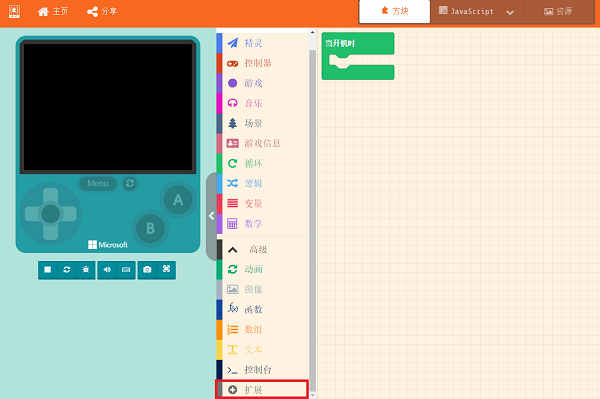 主页
分享
方块
JavaScript
资源
精灵
控制器
游戏
音乐
场景
游戏信息
循环
逻辑
变量
数学
高级
动画
图像
函数
数组
文本
控制台
扩展
当开机时
Menu
A
B
Microsoft